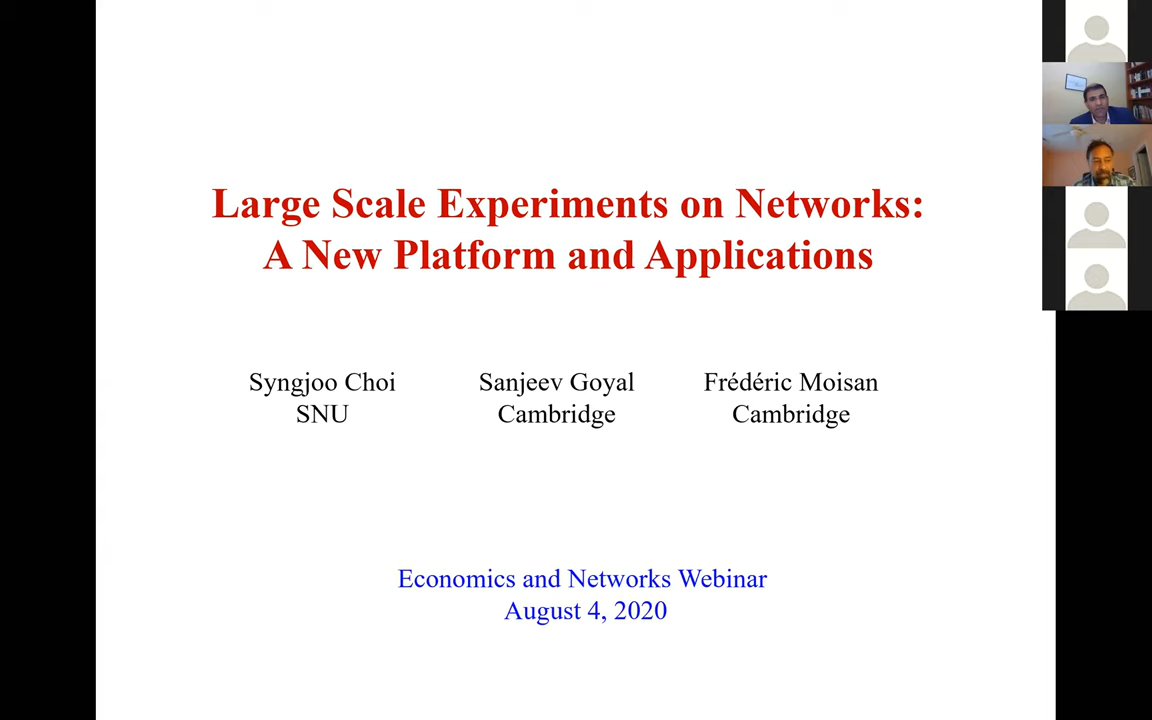 Large Scale Experiments on Networks:
A New Platform and Applications
Syngjoo Choi
SNU
Sanjeev Goyal
Cambridge
Frédéric Moisan
Cambridge
Economics and Networks Webinar
August 4, 2020